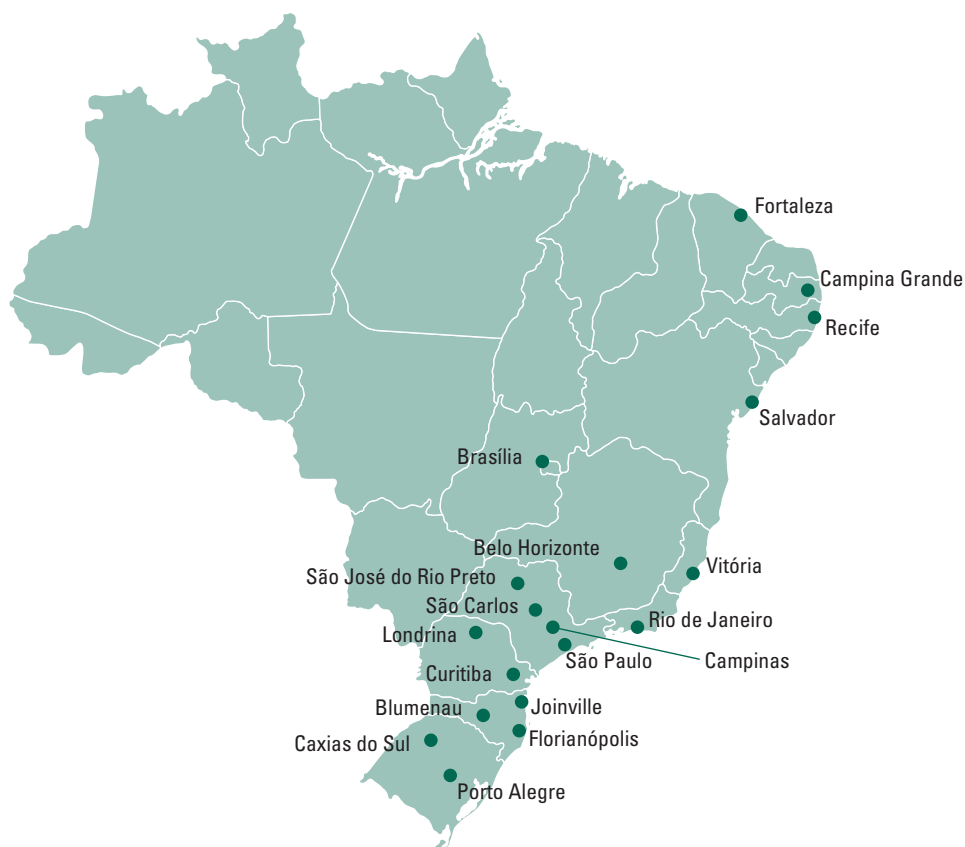 Fortaleza
Campina Grande
Recife
Salvador
Brasília
Belo Horizonte
Vitória
São José do Rio Preto
São Carlos
Rio de Janeiro
Londrina
São Paulo
Campinas
Curitiba
Joinville
Blumenau
Florianópolis
Caxias do Sul
Porto Alegre